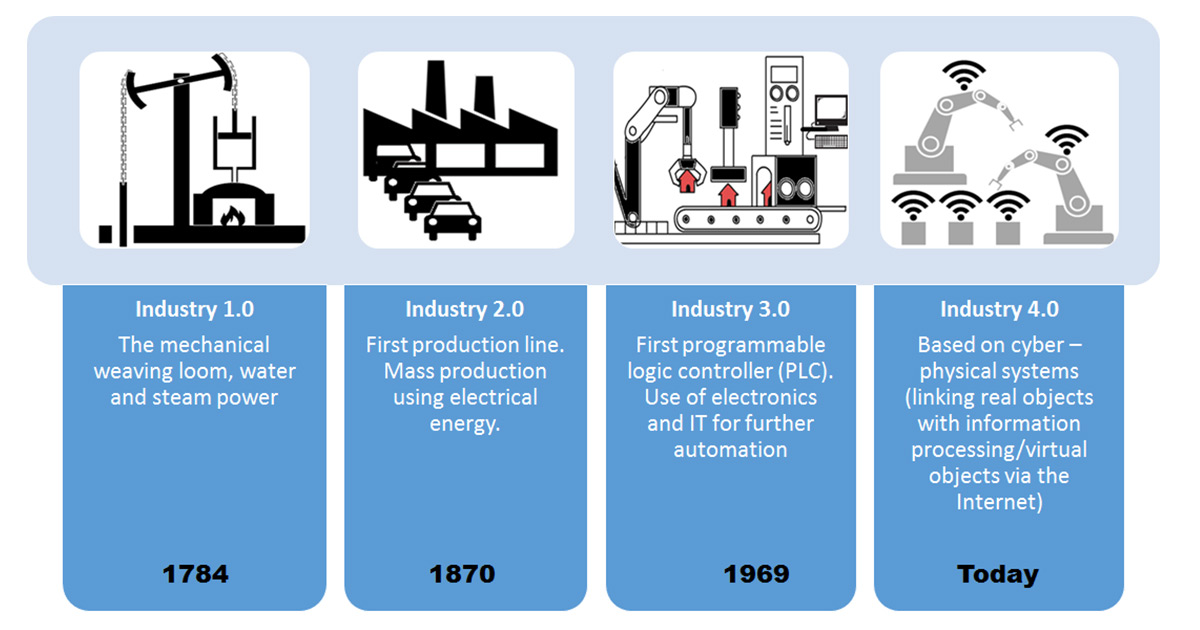 Industry 1.0
The mechanical
weaving loom, water
and steam power
1784
Industry 2.0
First production line.
Mass production
using electrical
energy.
1870
Industry 3.0
First programmable
logic controller (PLC).
Use of electronics
and IT for further
automation
1969
Industry 4.0
Based on cyber –
physical systems
(linking real objects
with information
processing/virtual
objects via the
Internet)
Today